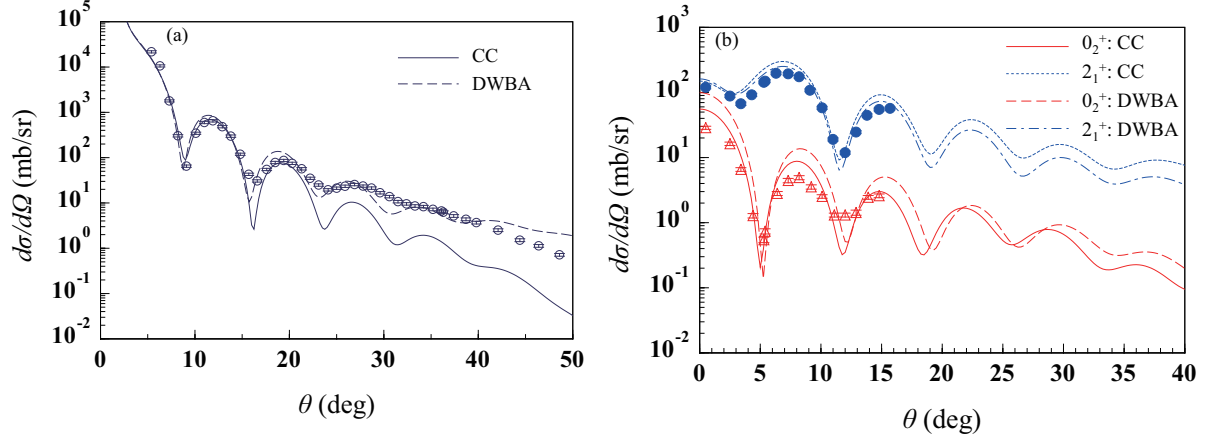 (a)
CC
DWBA
10^5
10^4
10^3
10^2
10^1
10^0
10^-1
10^-2
dσ/dΩ (mb/sr)
0 10 20 30 40 50
θ (deg)
(b)
0_2^+: CC
2_1^+: CC
0_2^+: DWBA
2_1^+: DWBA
10^4
10^3
10^2
10^1
10^0
10^-1
10^-2
dσ/dΩ (mb/sr)
0 5 10 15 20 25 30 35 40
θ (deg)